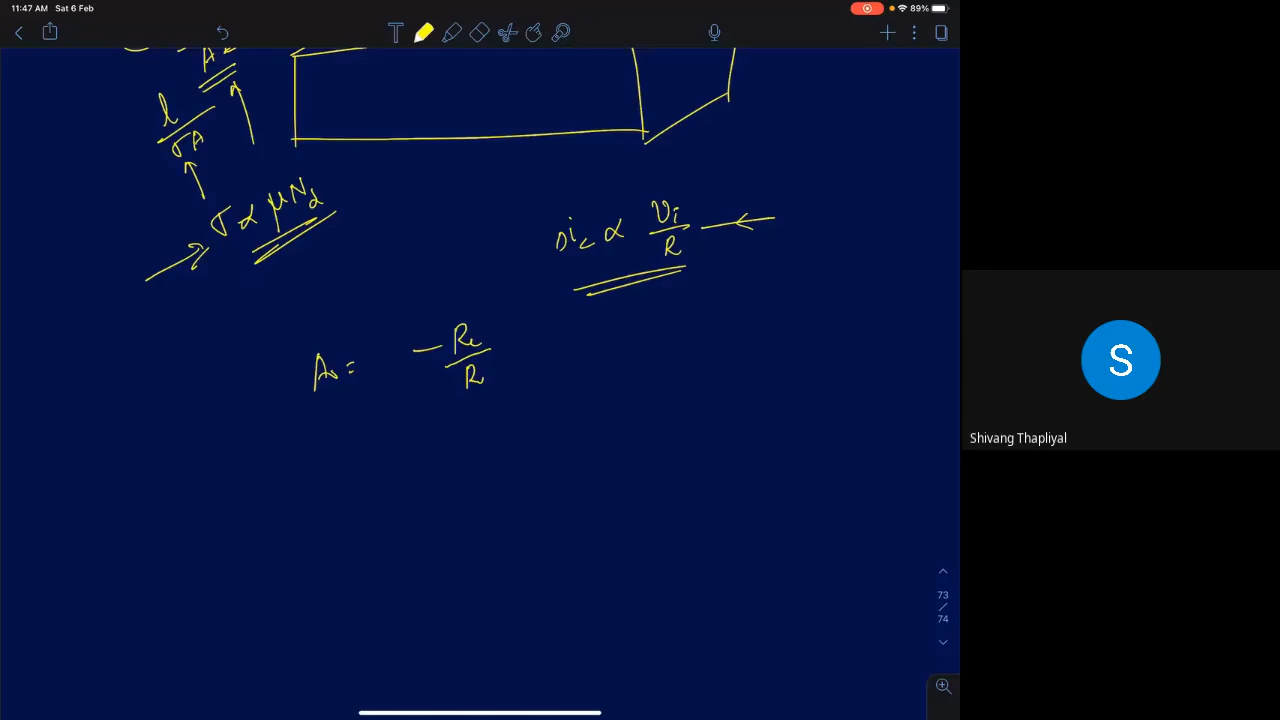 11:47 AM Sat 6 Feb
89%
l
σA
σ ∝ μN_d
i_c ∝ v_i
R
A_v =
-R_c
R
73
74
S
Shivang Thapliyal